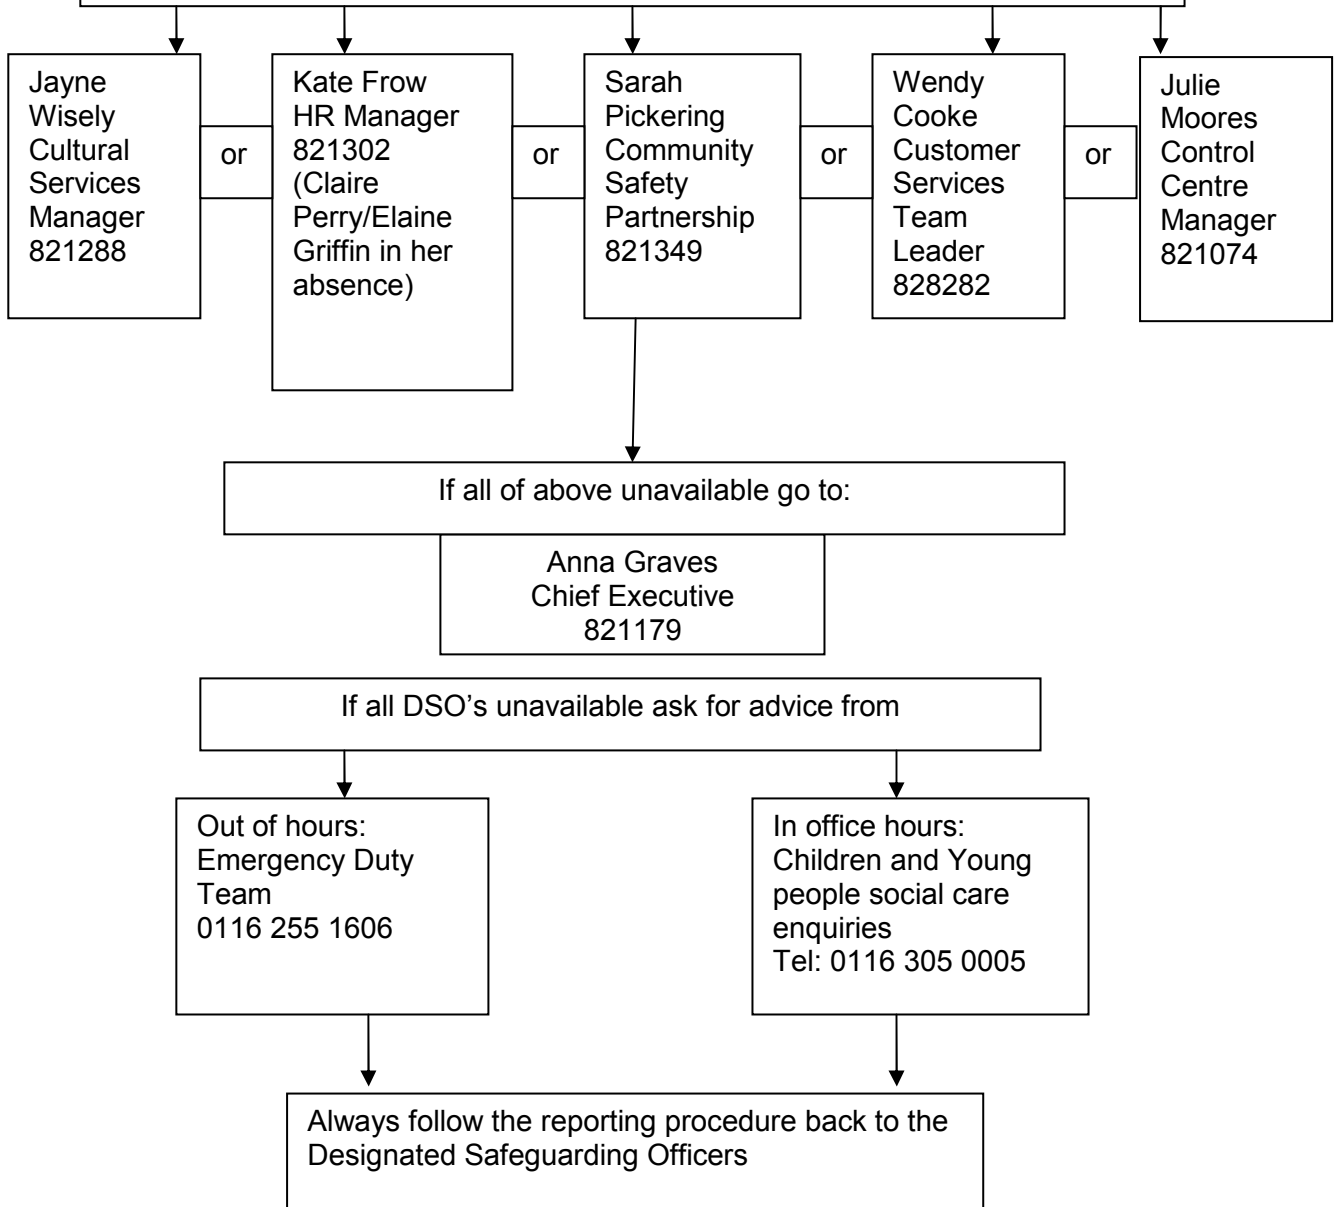 Jayne
Wisely
Cultural
Services
Manager
821288
or
Kate Frow
HR Manager
821302
(Claire
Perry/Elaine
Griffin in her
absence)
or
Sarah
Pickering
Community
Safety
Partnership
821349
or
Wendy
Cooke
Customer
Services
Team
Leader
828282
or
Julie
Moores
Control
Centre
Manager
821074
If all of above unavailable go to:
Anna Graves
Chief Executive
821179
If all DSO’s unavailable ask for advice from
Out of hours:
Emergency Duty
Team
0116 255 1606
In office hours:
Children and Young
people social care
enquiries
Tel: 0116 305 0005
Always follow the reporting procedure back to the
Designated Safeguarding Officers